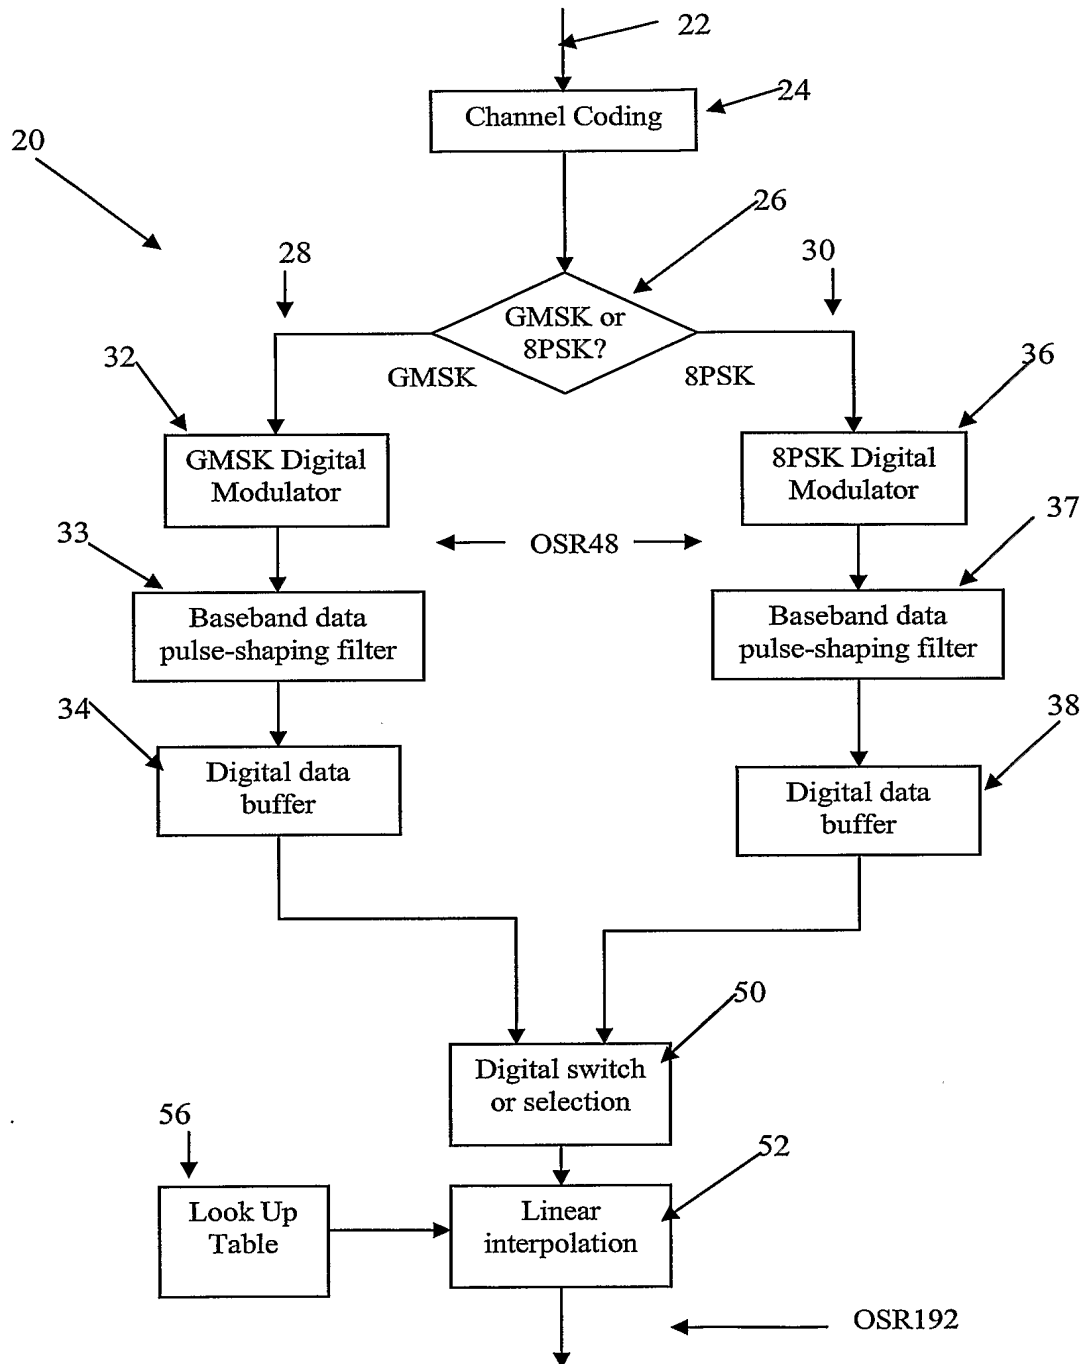 22
Channel Coding
24
20
26
28
30
GMSK or
8PSK?
32
GMSK
8PSK
36
GMSK Digital
Modulator
8PSK Digital
Modulator
33
OSR48
37
Baseband data
pulse-shaping filter
Baseband data
pulse-shaping filter
34
38
Digital data
buffer
Digital data
buffer
50
Digital switch
or selection
56
52
Look Up
Table
Linear
interpolation
OSR192